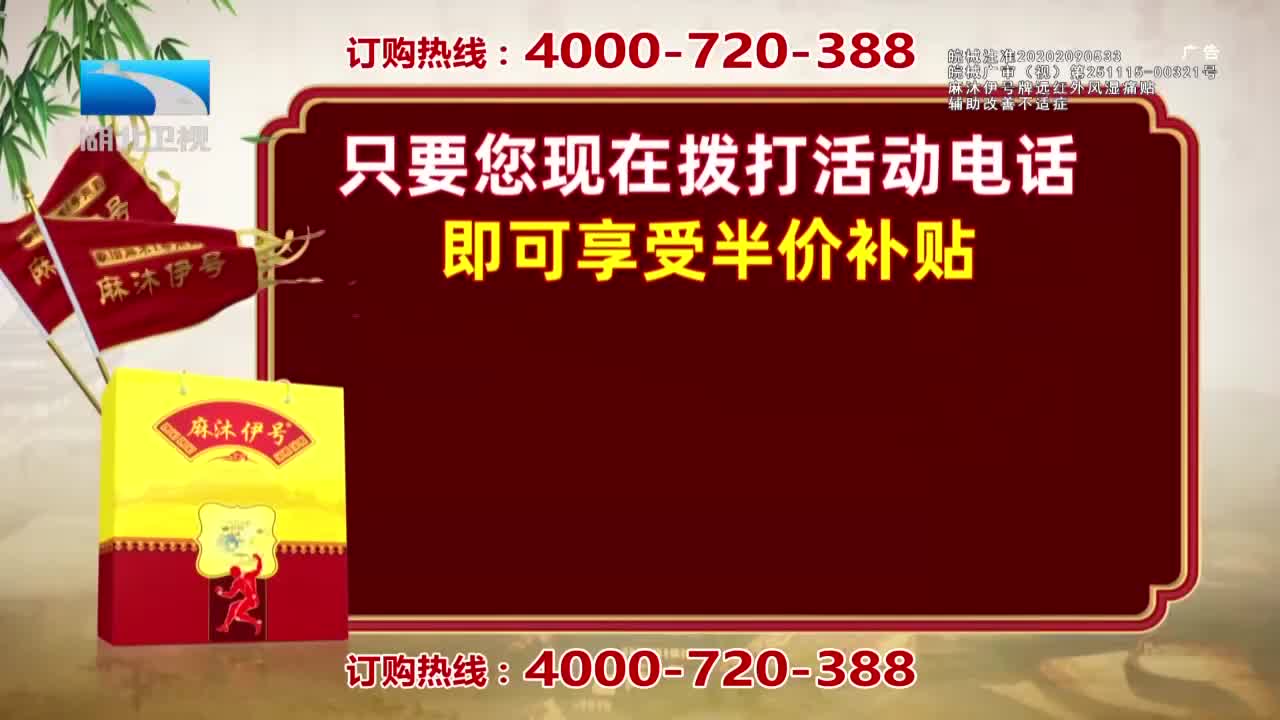 订购热线：4000-720-388
皖械注准20202090533
皖械广审（视）第251115-00321号
麻沐伊号牌远红外风湿痛贴
辅助改善不适症
广告
湖北卫视
只要您现在拨打活动电话
即可享受半价补贴
麻沐伊号
麻沐伊号
订购热线：4000-720-388